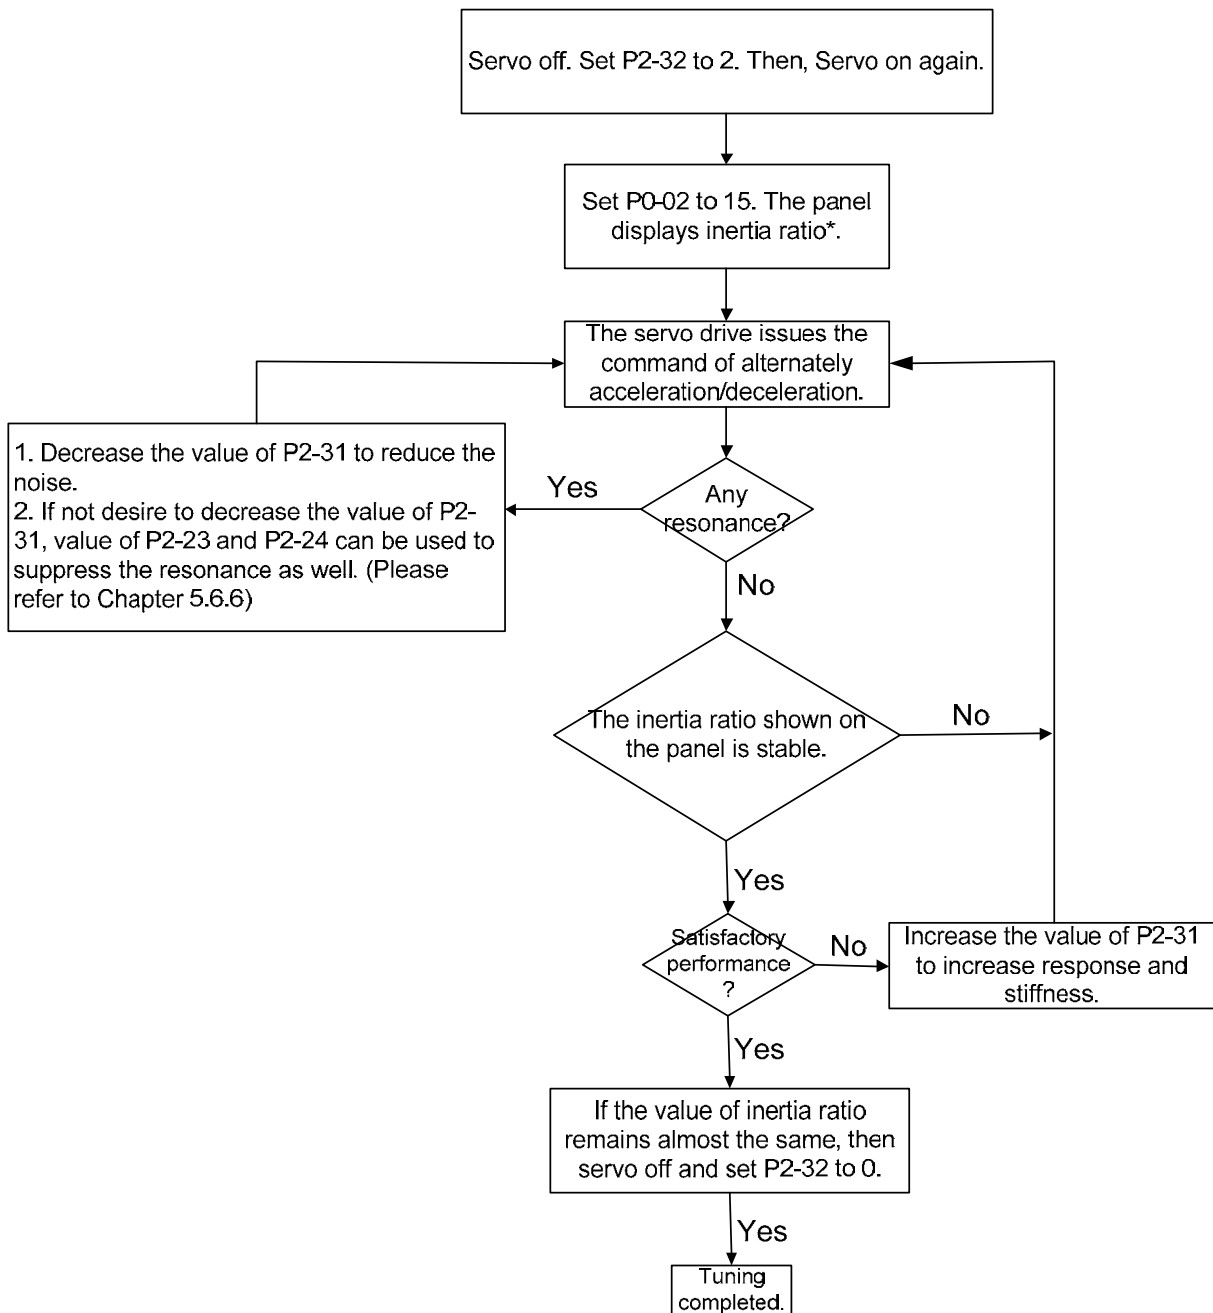 Servo off. Set P2-32 to 2. Then, Servo on again.
Set P0-02 to 15. The panel
displays inertia ratio*.
The servo drive issues the
command of alternately
acceleration/deceleration.
1. Decrease the value of P2-31 to reduce the
noise.
2. If not desire to decrease the value of P2-
31, value of P2-23 and P2-24 can be used to
suppress the resonance as well. (Please
refer to Chapter 5.6.6)
Yes
Any
resonance?
No
The inertia ratio shown on
the panel is stable.
No
Yes
Satisfactory
performance
?
No
Increase the value of P2-31
to increase response and
stiffness.
Yes
If the value of inertia ratio
remains almost the same, then
servo off and set P2-32 to 0.
Yes
Tuning
completed.